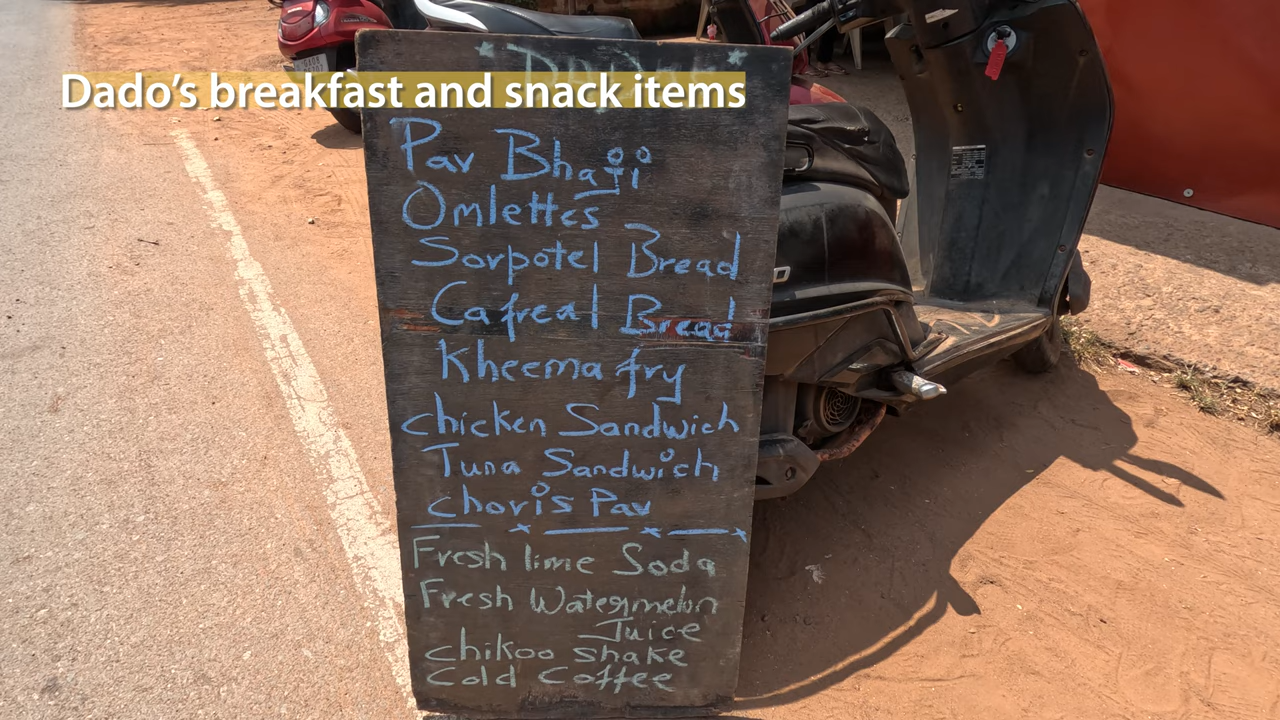 Dado's breakfast and snack items
Pav Bhaji
Omlettes
Sorpotel Bread
Cafreal Bread
Kheema fry
chicken Sandwich
Tuna Sandwich
choris Pav
Fresh lime Soda
Fresh Watermelon
Juice
chikoo shake
Cold Coffee